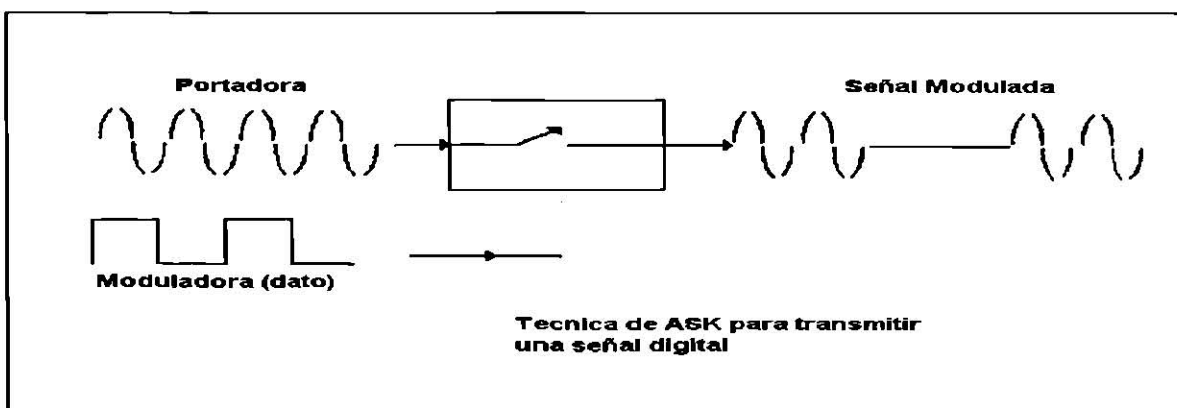 Portadora
Señal Modulada
Moduladora (dato)
Tecnica de ASK para transmitir
una señal digital